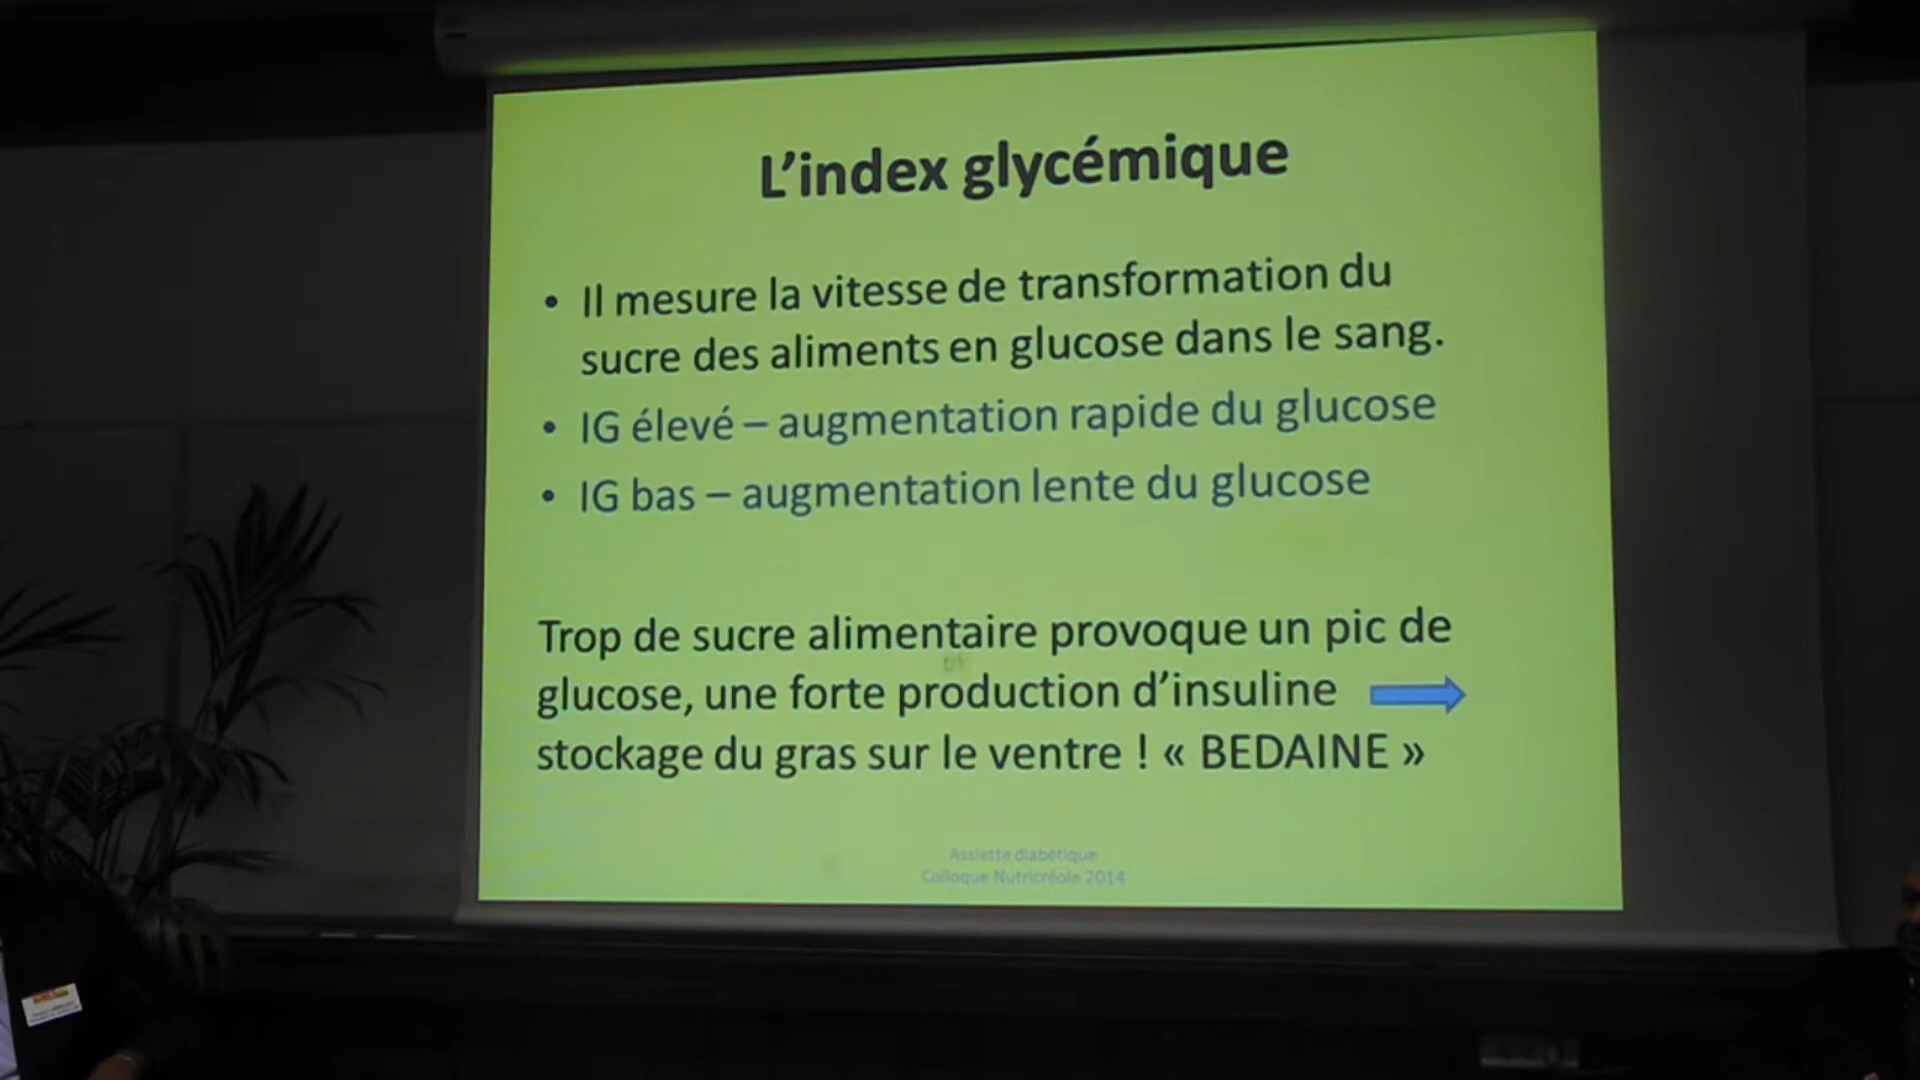 L'index glycémique
• Il mesure la vitesse de transformation du
sucre des aliments en glucose dans le sang.
• IG élevé – augmentation rapide du glucose
• IG bas – augmentation lente du glucose
Trop de sucre alimentaire provoque un pic de
glucose, une forte production d'insuline
stockage du gras sur le ventre ! « BEDAINE »
Assiette diabétique
Colloque Nutricréole 2014